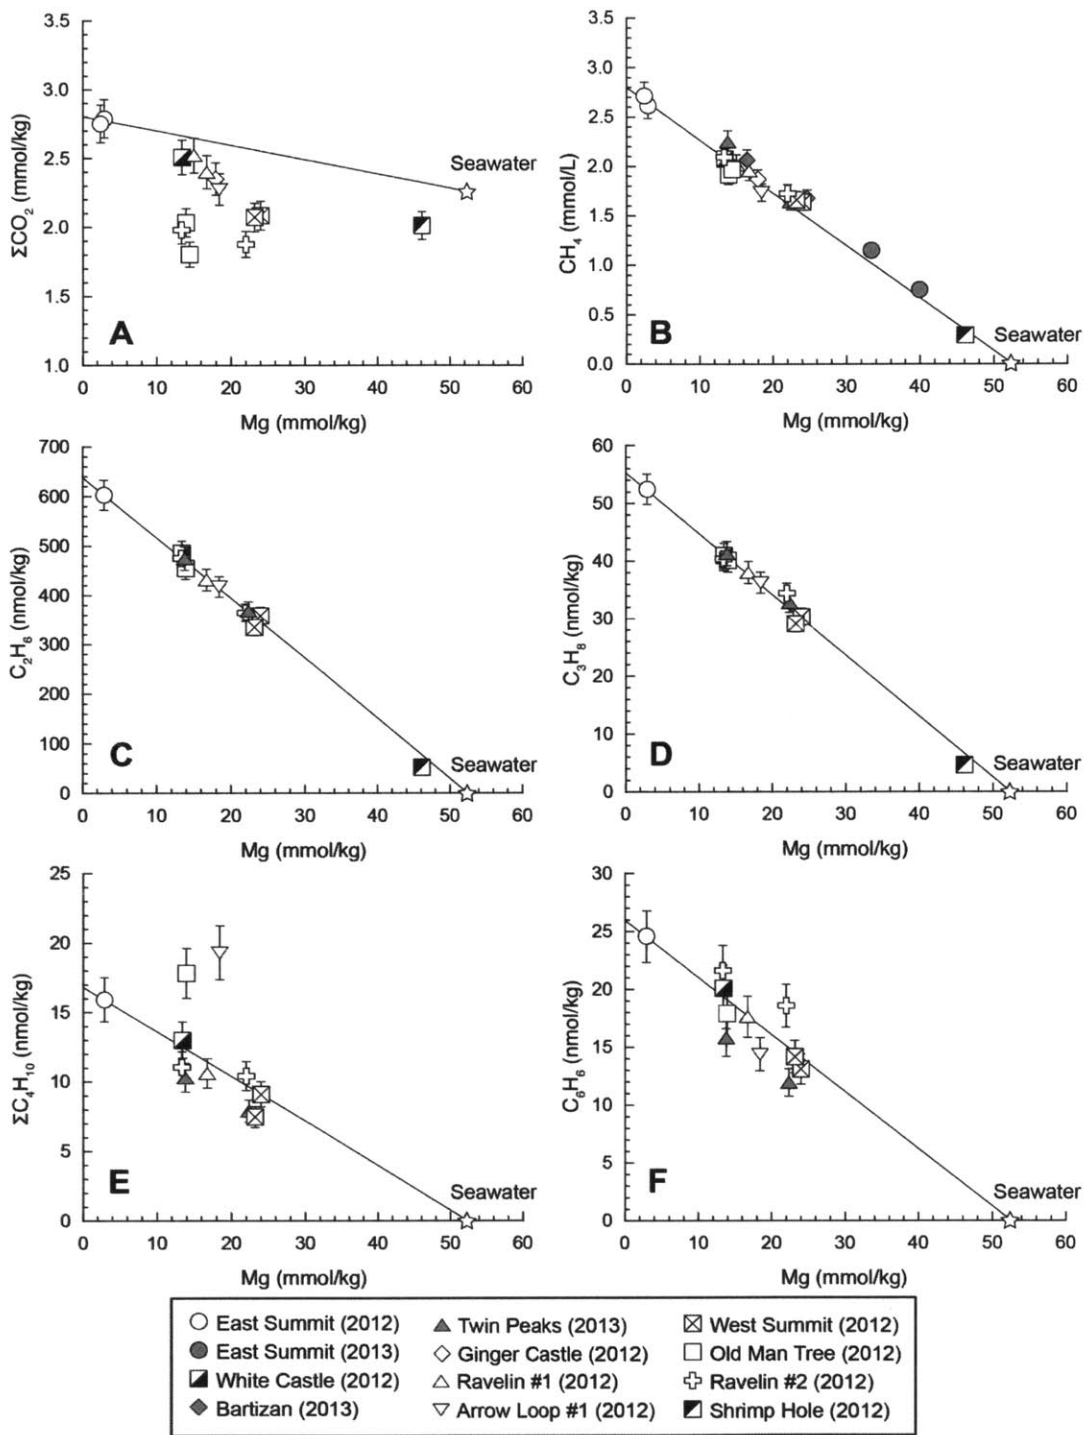 3.5
3.0
2.5
2.0
1.5
1.0
ΣCO2 (mmol/kg)
Seawater
A
0 10 20 30 40 50 60
Mg (mmol/kg)
3.5
3.0
2.5
2.0
1.5
1.0
0.5
0.0
CH4 (mmol/L)
Seawater
B
0 10 20 30 40 50 60
Mg (mmol/kg)
700
600
500
400
300
200
100
0
C2H6 (nmol/kg)
Seawater
C
0 10 20 30 40 50 60
Mg (mmol/kg)
60
50
40
30
20
10
0
C3H8 (nmol/kg)
Seawater
D
0 10 20 30 40 50 60
Mg (mmol/kg)
25
20
15
10
5
0
ΣC4H10 (nmol/kg)
Seawater
E
0 10 20 30 40 50 60
Mg (mmol/kg)
30
25
20
15
10
5
0
C6H6 (nmol/kg)
Seawater
F
0 10 20 30 40 50 60
Mg (mmol/kg)
East Summit (2012)
East Summit (2013)
White Castle (2012)
Bartizan (2013)
Twin Peaks (2013)
Ginger Castle (2012)
Ravelin #1 (2012)
Arrow Loop #1 (2012)
West Summit (2012)
Old Man Tree (2012)
Ravelin #2 (2012)
Shrimp Hole (2012)